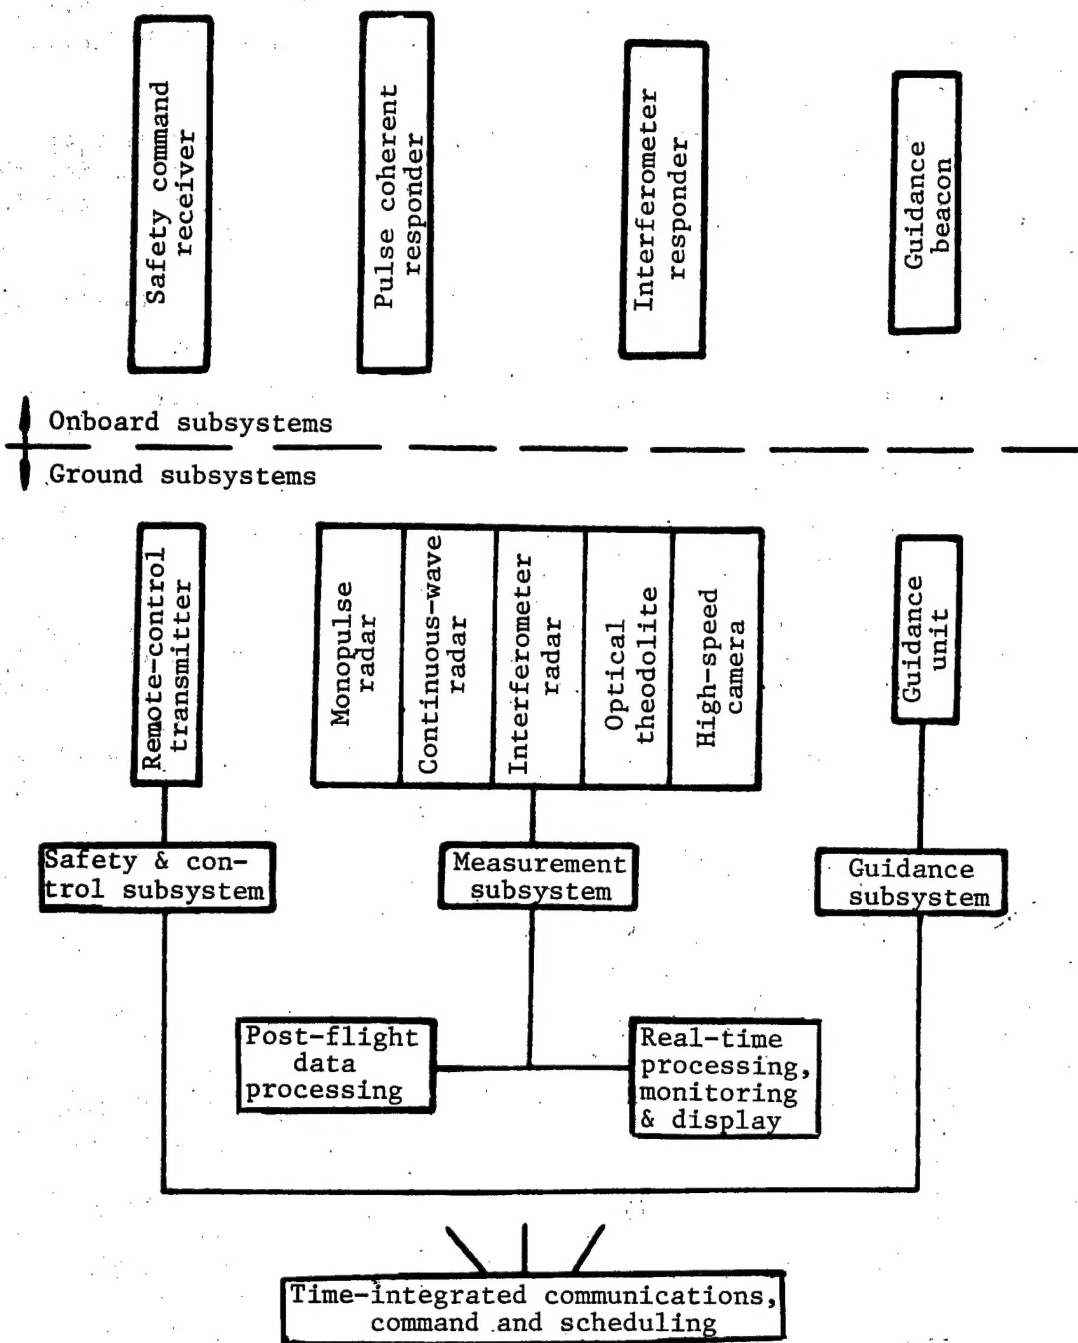 Safety command
receiver
Pulse coherent
responder
Interferometer
responder
Guidance
beacon
Onboard subsystems
Ground subsystems
Remote-control
transmitter
Monopulse
radar
Continuous-wave
radar
Interferometer
radar
Optical
theodolite
High-speed
camera
Guidance
unit
Safety & con-
trol subsystem
Measurement
subsystem
Guidance
subsystem
Post-flight
data
processing
Real-time
processing,
monitoring
& display
Time-integrated communications,
command and scheduling